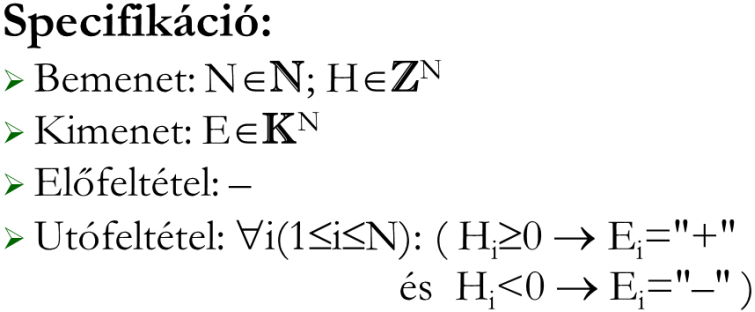 Specifikáció:
➢ Bemenet: N∈ℕ; H∈ℤᴺ
➢ Kimenet: E∈𝕂ᴺ
➢ Előfeltétel: –
➢ Utófeltétel: ∀i(1≤i≤N): ( Hᵢ≥0 → Eᵢ="+"
és Hᵢ<0 → Eᵢ="–" )